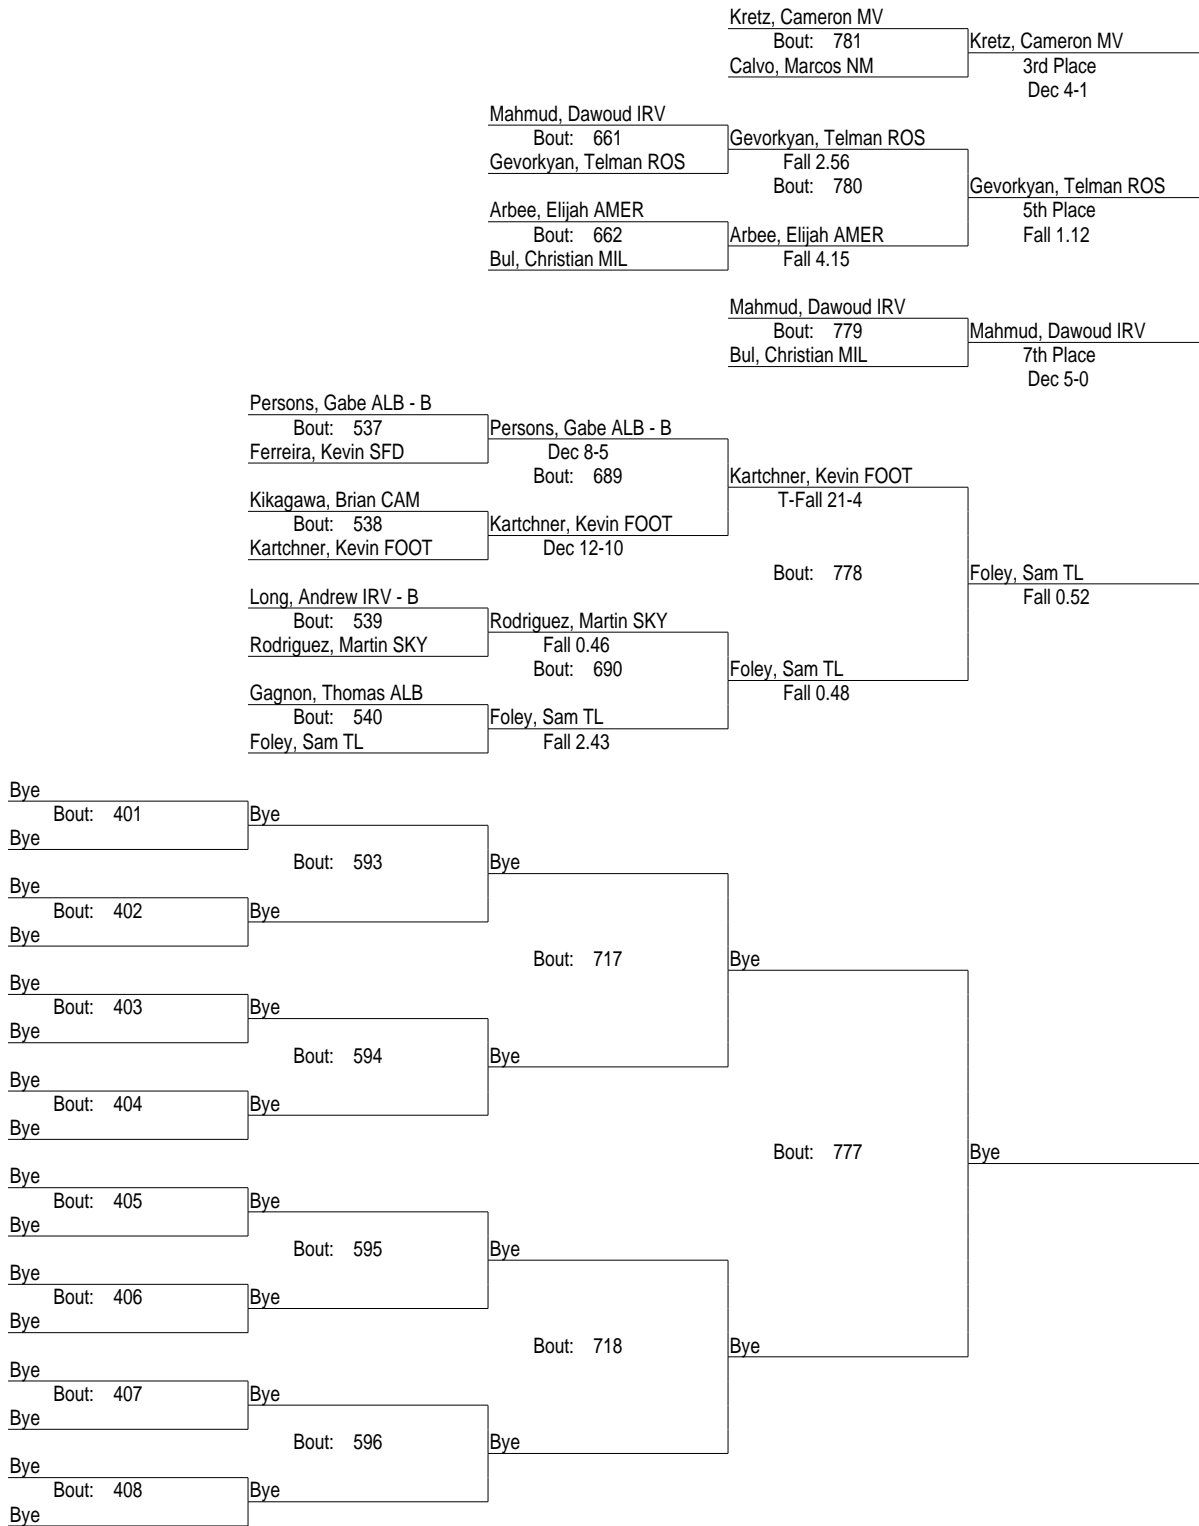 Kretz, Cameron MV
Bout: 781
Kretz, Cameron MV
Calvo, Marcos NM
3rd Place
Dec 4-1
Mahmud, Dawoud IRV
Bout: 661
Gevorkyan, Telman ROS
Gevorkyan, Telman ROS
Fall 2.56
Bout: 780
Gevorkyan, Telman ROS
5th Place
Fall 1.12
Arbee, Elijah AMER
Bout: 662
Arbee, Elijah AMER
Bul, Christian MIL
Fall 4.15
Mahmud, Dawoud IRV
Bout: 779
Mahmud, Dawoud IRV
Bul, Christian MIL
7th Place
Dec 5-0
Persons, Gabe ALB - B
Bout: 537
Persons, Gabe ALB - B
Ferreira, Kevin SFD
Dec 8-5
Bout: 689
Kartchner, Kevin FOOT
T-Fall 21-4
Kikagawa, Brian CAM
Bout: 538
Kartchner, Kevin FOOT
Kartchner, Kevin FOOT
Dec 12-10
Bout: 778
Foley, Sam TL
Fall 0.52
Long, Andrew IRV - B
Bout: 539
Rodriguez, Martin SKY
Rodriguez, Martin SKY
Fall 0.46
Bout: 690
Foley, Sam TL
Fall 0.48
Gagnon, Thomas ALB
Bout: 540
Foley, Sam TL
Foley, Sam TL
Fall 2.43
Bye
Bout: 401
Bye
Bye
Bout: 593
Bye
Bye
Bout: 402
Bye
Bye
Bout: 717
Bye
Bye
Bout: 403
Bye
Bye
Bout: 594
Bye
Bye
Bout: 404
Bye
Bye
Bout: 777
Bye
Bye
Bout: 405
Bye
Bye
Bout: 595
Bye
Bye
Bout: 406
Bye
Bye
Bout: 718
Bye
Bye
Bout: 407
Bye
Bye
Bout: 596
Bye
Bye
Bout: 408
Bye
Bye